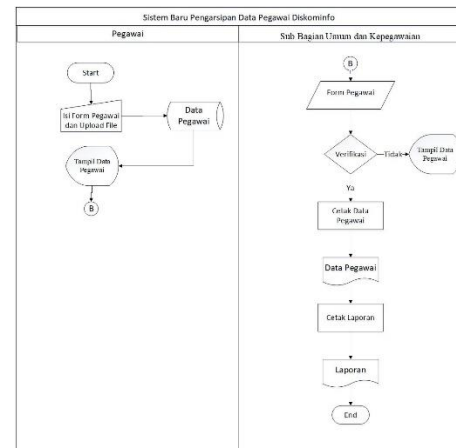 Sistem Baru Pengarsipan Data Pegawai Diskominfo
Pegawai
Start
Isi Form Pegawai
dan Upload File
Data
Pegawai
Tampil Data
Pegawai
B
Sub Bagian Umum dan Kepegawaian
B
Form Pegawai
Verifikasi
Tidak
Tampil Data
Pegawai
Ya
Cetak Data
Pegawai
Data Pegawai
Cetak Laporan
Laporan
End